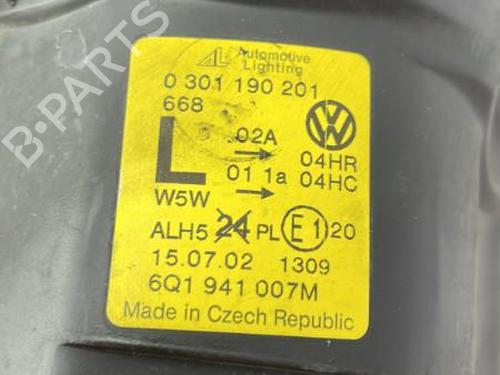 B-PARTS
AL Automotive
Lighting
0 301 190 201
668
L
02A
04HR
01 1a 04HC
W5W
ALH5 24 PL E1 20
15.07.02 1309
6Q1 941 007M
Made in Czech Republic